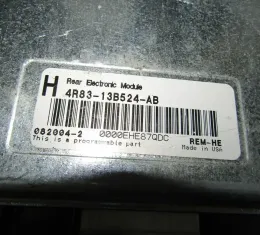 Rear Electronic Module
H 4R83-13B524-AB
082004-2 0000EHE87QDC REM-HE
This is a programmable part Made in USA